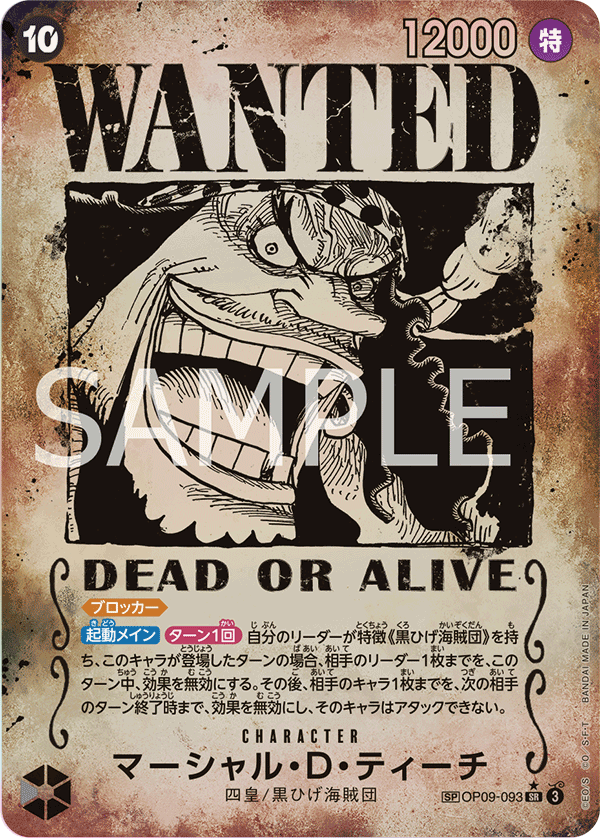 10
12000 特
WANTED
SAMPLE
DEAD OR ALIVE
ブロッカー
起動メイン ターン1回 自分のリーダーが特徴《黒ひげ海賊団》を持
ち、このキャラが登場したターンの場合、相手のリーダー1枚までを、この
ターン中、効果を無効にする。その後、相手のキャラ1枚までを、次の相手
のターン終了時まで、効果を無効にし、そのキャラはアタックできない。
CHARACTER
マーシャル・D・ティーチ
四皇/黒ひげ海賊団
SP OP09-093 SR 3
©E.O./S. ©O.,S.,F.,T. BANDAI MADE IN JAPAN